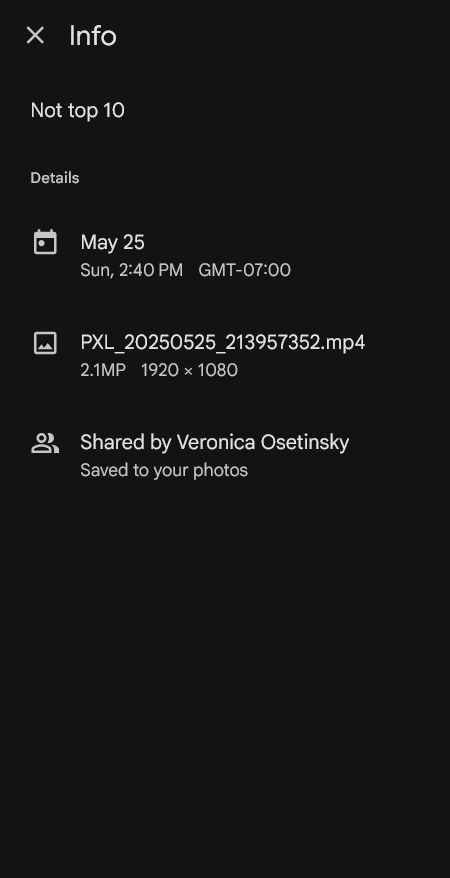 Info
Not top 10
Details
May 25
Sun, 2:40 PM GMT-07:00
PXL_20250525_213957352.mp4
2.1MP 1920 × 1080
Shared by Veronica Osetinsky
Saved to your photos